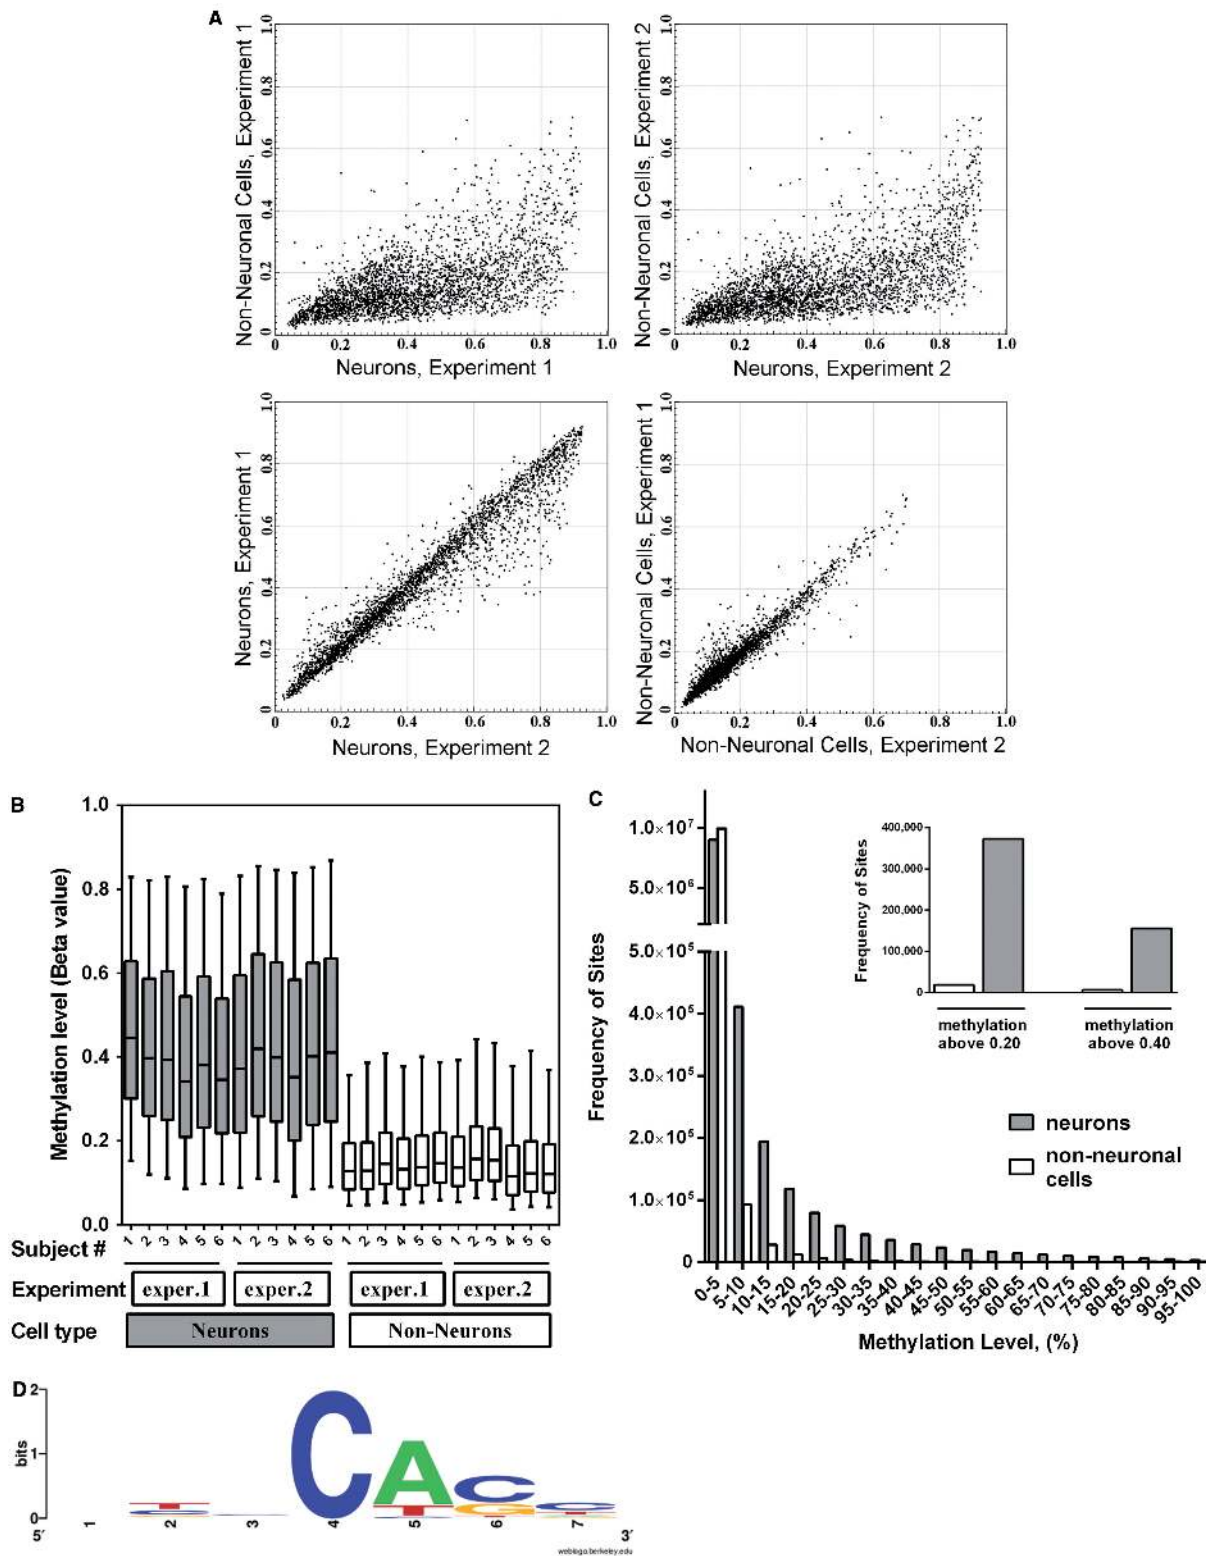 A
Non-Neuronal Cells, Experiment 1
0 0.2 0.4 0.6 0.8 1.0
0 0.2 0.4 0.6 0.8 1.0
Neurons, Experiment 1
Non-Neuronal Cells, Experiment 2
0 0.2 0.4 0.6 0.8 1.0
0 0.2 0.4 0.6 0.8 1.0
Neurons, Experiment 2
Neurons, Experiment 1
0 0.2 0.4 0.6 0.8 1.0
0 0.2 0.4 0.6 0.8 1.0
Neurons, Experiment 2
Non-Neuronal Cells, Experiment 1
0 0.2 0.4 0.6 0.8 1.0
0 0.2 0.4 0.6 0.8 1.0
Non-Neuronal Cells, Experiment 2
B
Methylation level (Beta value)
1.0
0.8
0.6
0.4
0.2
0.0
Subject # 1 2 3 4 5 6 1 2 3 4 5 6 1 2 3 4 5 6 1 2 3 4 5 6
Experiment exper.1 exper.2 exper.1 exper.2
Cell type Neurons Non-Neurons
C
Frequency of Sites
1.0×10⁷
5.0×10⁶
5.0×10⁵
4.0×10⁵
3.0×10⁵
2.0×10⁵
1.0×10⁵
0
0-5 5-10 10-15 15-20 20-25 25-30 30-35 35-40 40-45 45-50 50-55 55-60 60-65 65-70 70-75 75-80 80-85 85-90 90-95 95-100
Methylation Level, (%)
Frequency of Sites
400,000
300,000
200,000
100,000
0
methylation above 0.20
methylation above 0.40
neurons
non-neuronal cells
D
bits
2
1
0
T C C A T C G T C T
5′ 1 2 3 4 5 6 7 3′
weblogo.berkeley.edu